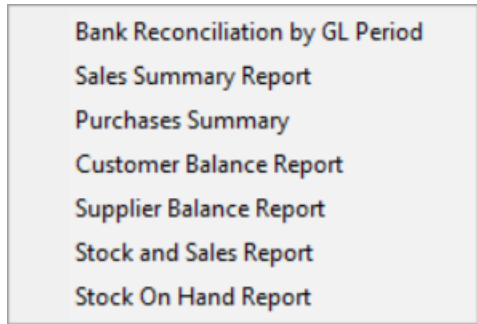 Bank Reconciliation by GL Period
Sales Summary Report
Purchases Summary
Customer Balance Report
Supplier Balance Report
Stock and Sales Report
Stock On Hand Report